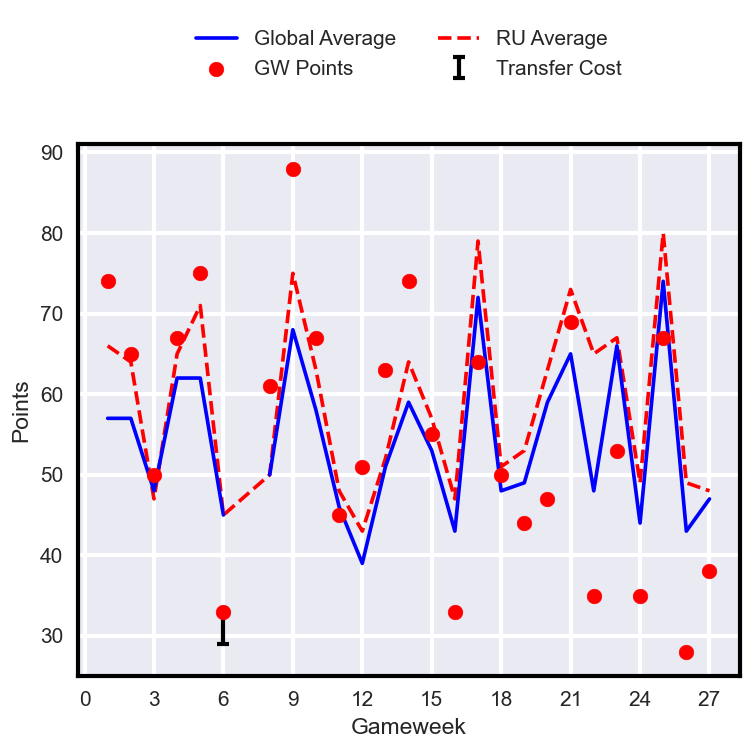 Global Average
RU Average
GW Points
Transfer Cost
90
80
70
60
50
40
30
Points
0 3 6 9 12 15 18 21 24 27
Gameweek